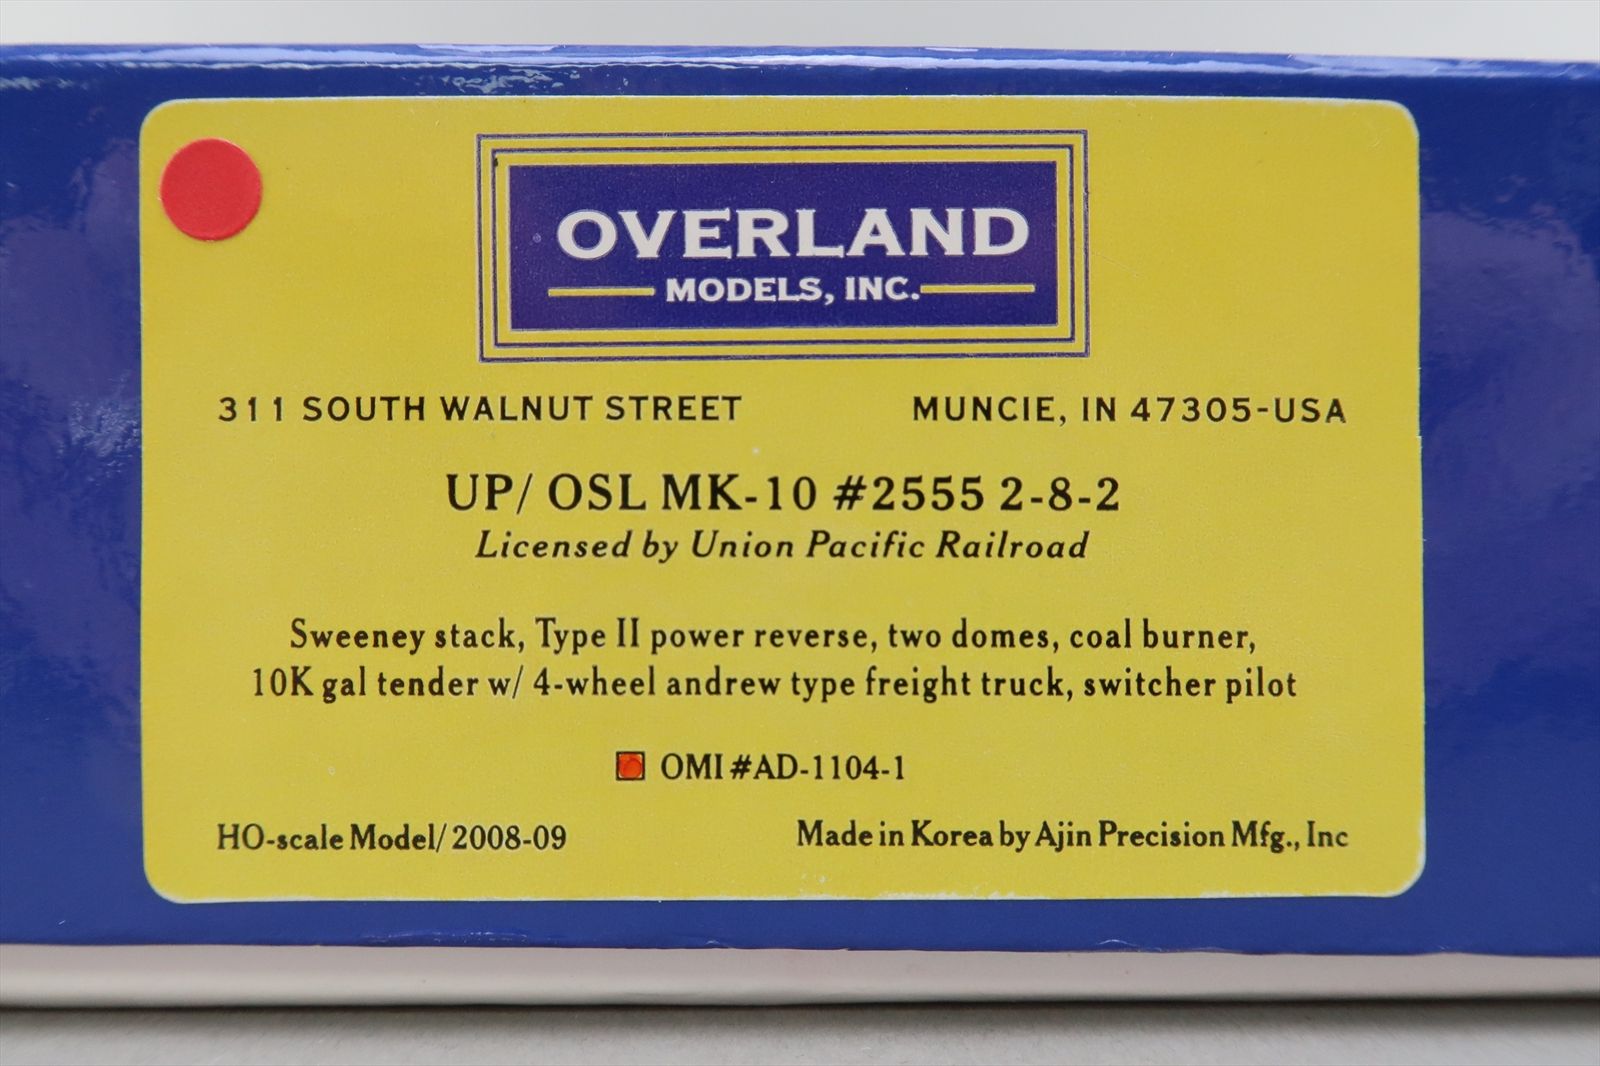 OVERLAND
MODELS, INC.
311 SOUTH WALNUT STREET MUNCIE, IN 47305-USA
UP/ OSL MK-10 #2555 2-8-2
Licensed by Union Pacific Railroad
Sweeney stack, Type II power reverse, two domes, coal burner,
10K gal tender w/ 4-wheel andrew type freight truck, switcher pilot
OMI #AD-1104-1
HO-scale Model/ 2008-09 Made in Korea by Ajin Precision Mfg., Inc